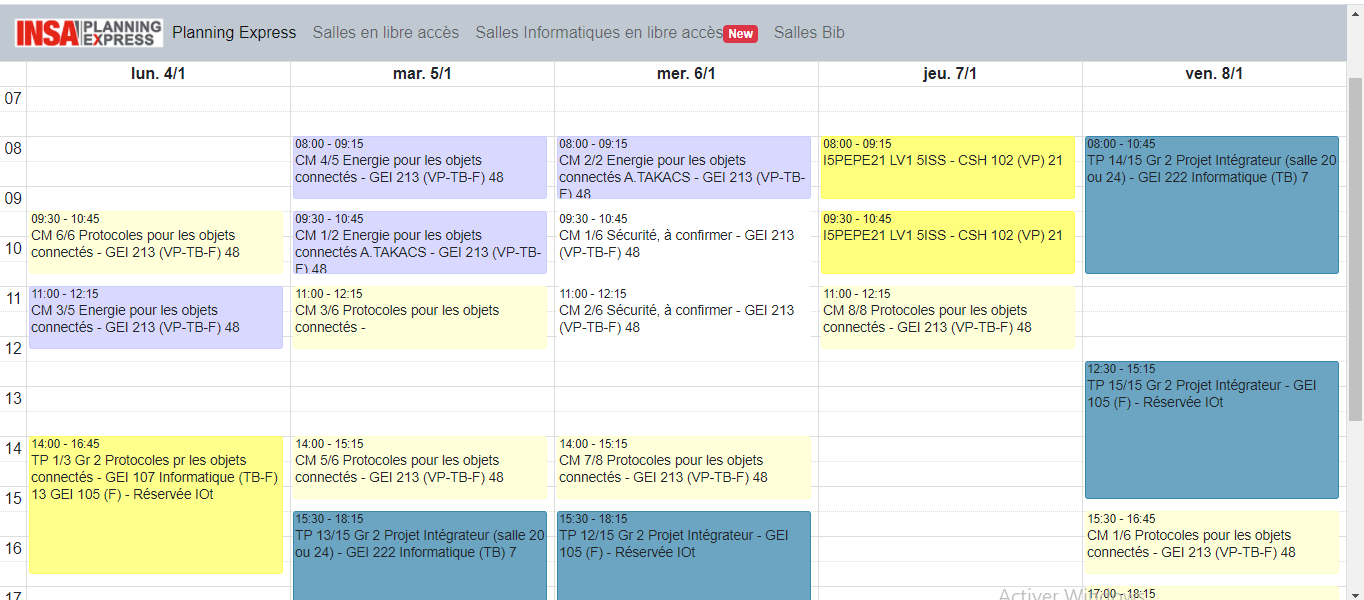 INSA PLANNING EXPRESS Planning Express Salles en libre accès Salles Informatiques en libre accès New Salles Bib
lun. 4/1 mar. 5/1 mer. 6/1 jeu. 7/1 ven. 8/1
07
08
09
10
11
12
13
14
15
16
17
09:30 - 10:45
CM 6/6 Protocoles pour les objets
connectés - GEI 213 (VP-TB-F) 48
11:00 - 12:15
CM 3/5 Energie pour les objets
connectés - GEI 213 (VP-TB-F) 48
14:00 - 16:45
TP 1/3 Gr 2 Protocoles pr les objets
connectés - GEI 107 Informatique (TB-F)
13 GEI 105 (F) - Réservée IOt
08:00 - 09:15
CM 4/5 Energie pour les objets
connectés - GEI 213 (VP-TB-F) 48
09:30 - 10:45
CM 1/2 Energie pour les objets
connectés A.TAKACS - GEI 213 (VP-TB-
F) 48
11:00 - 12:15
CM 3/6 Protocoles pour les objets
connectés -
14:00 - 15:15
CM 5/6 Protocoles pour les objets
connectés - GEI 213 (VP-TB-F) 48
15:30 - 18:15
TP 13/15 Gr 2 Projet Intégrateur (salle 20
ou 24) - GEI 222 Informatique (TB) 7
08:00 - 09:15
CM 2/2 Energie pour les objets
connectés A.TAKACS - GEI 213 (VP-TB-
F) 48
09:30 - 10:45
CM 1/6 Sécurité, à confirmer - GEI 213
(VP-TB-F) 48
11:00 - 12:15
CM 2/6 Sécurité, à confirmer - GEI 213
(VP-TB-F) 48
14:00 - 15:15
CM 7/8 Protocoles pour les objets
connectés - GEI 213 (VP-TB-F) 48
15:30 - 18:15
TP 12/15 Gr 2 Projet Intégrateur - GEI
105 (F) - Réservée IOt
08:00 - 09:15
I5PEPE21 LV1 5ISS - CSH 102 (VP) 21
09:30 - 10:45
I5PEPE21 LV1 5ISS - CSH 102 (VP) 21
11:00 - 12:15
CM 8/8 Protocoles pour les objets
connectés - GEI 213 (VP-TB-F) 48
08:00 - 10:45
TP 14/15 Gr 2 Projet Intégrateur (salle 20
ou 24) - GEI 222 Informatique (TB) 7
12:30 - 15:15
TP 15/15 Gr 2 Projet Intégrateur - GEI
105 (F) - Réservée IOt
15:30 - 16:45
CM 1/6 Protocoles pour les objets
connectés - GEI 213 (VP-TB-F) 48
17:00 - 18:15
Activer Windows